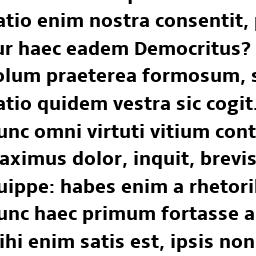 atio enim nostra consentit,
ur haec eadem Democritus?
olum praeterea formosum, s
atio quidem vestra sic cogit.
unc omni virtuti vitium cont
aximus dolor, inquit, brevis
uippe: habes enim a rhetori
unc haec primum fortasse a
ihi enim satis est, ipsis non